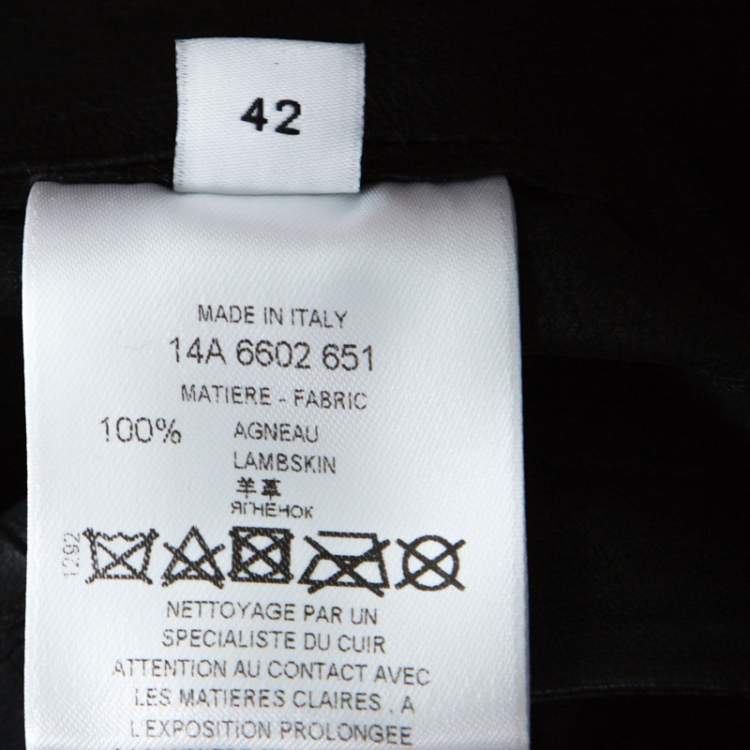 42
MADE IN ITALY
14A 6602 651
MATIERE - FABRIC
100% AGNEAU
LAMBSKIN
羊革
ЯГНЕНОК
1292
NETTOYAGE PAR UN
SPECIALISTE DU CUIR
ATTENTION AU CONTACT AVEC
LES MATIERES CLAIRES . A
L'EXPOSITION PROLONGEE